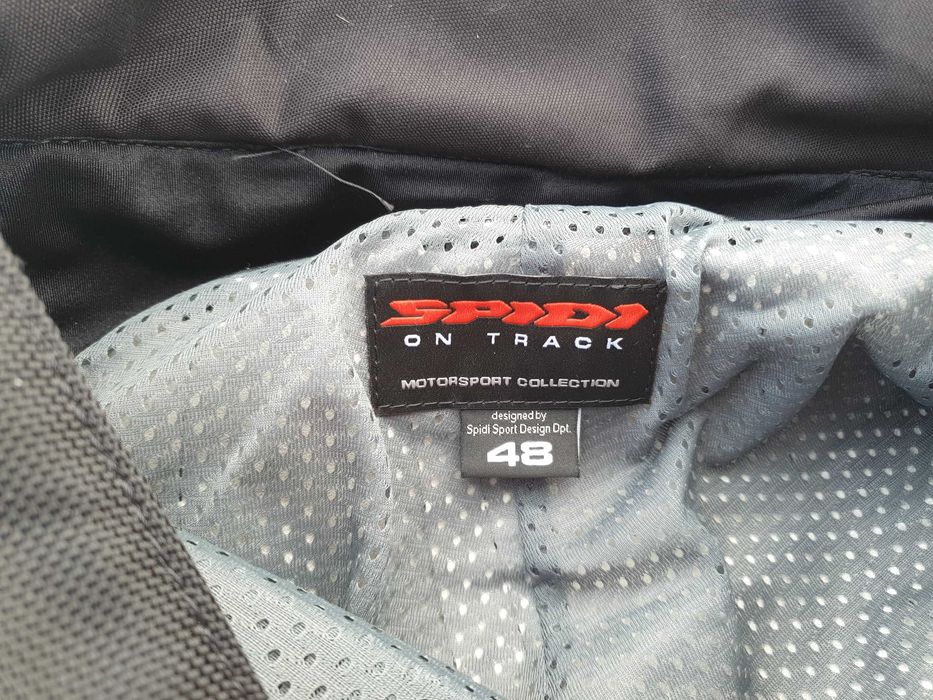 SPIDI
ON TRACK
MOTORSPORT COLLECTION
designed by
Spidi Sport Design Dpt.
48